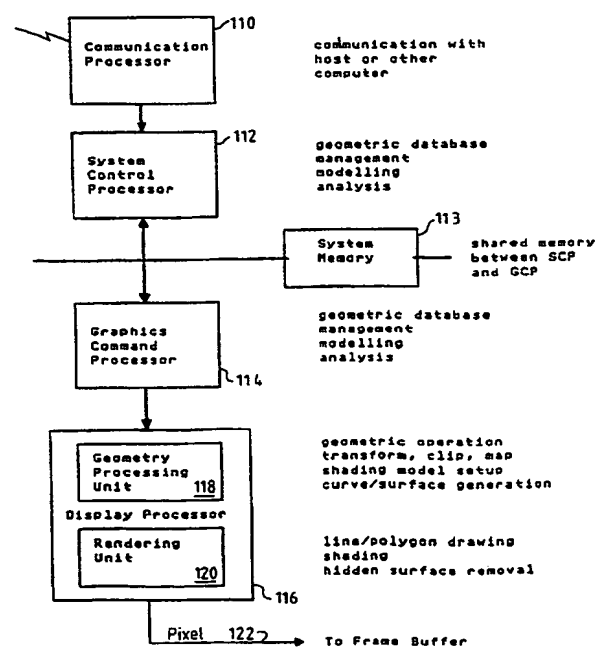 110
Communication
Processor
communication with
host or other
computer
112
System
Control
Processor
geometric database
management
modelling
analysis
113
System
Memory
shared memory
between SCP
and GCP
Graphics
Command
Processor
114
geometric database
management
modelling
analysis
Geometry
Processing
Unit 118
geometric operation
transform, clip, map
shading model setup
curve/surface generation
Display Processor
Rendering
Unit 120
line/polygon drawing
shading
hidden surface removal
116
Pixel 122
To Frame Buffer